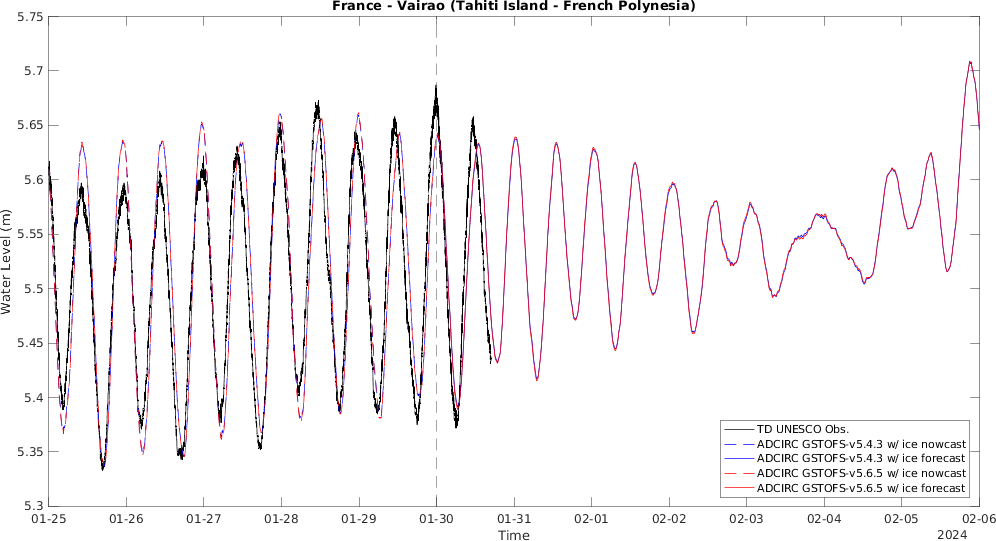 France - Vairao (Tahiti Island - French Polynesia)
5.75
5.7
5.65
5.6
5.55
5.5
5.45
5.4
5.35
5.3
Water Level (m)
TD UNESCO Obs.
ADCIRC GSTOFS-v5.4.3 w/ ice nowcast
ADCIRC GSTOFS-v5.4.3 w/ ice forecast
ADCIRC GSTOFS-v5.6.5 w/ ice nowcast
ADCIRC GSTOFS-v5.6.5 w/ ice forecast
01-25 01-26 01-27 01-28 01-29 01-30 01-31 02-01 02-02 02-03 02-04 02-05 02-06
Time
2024